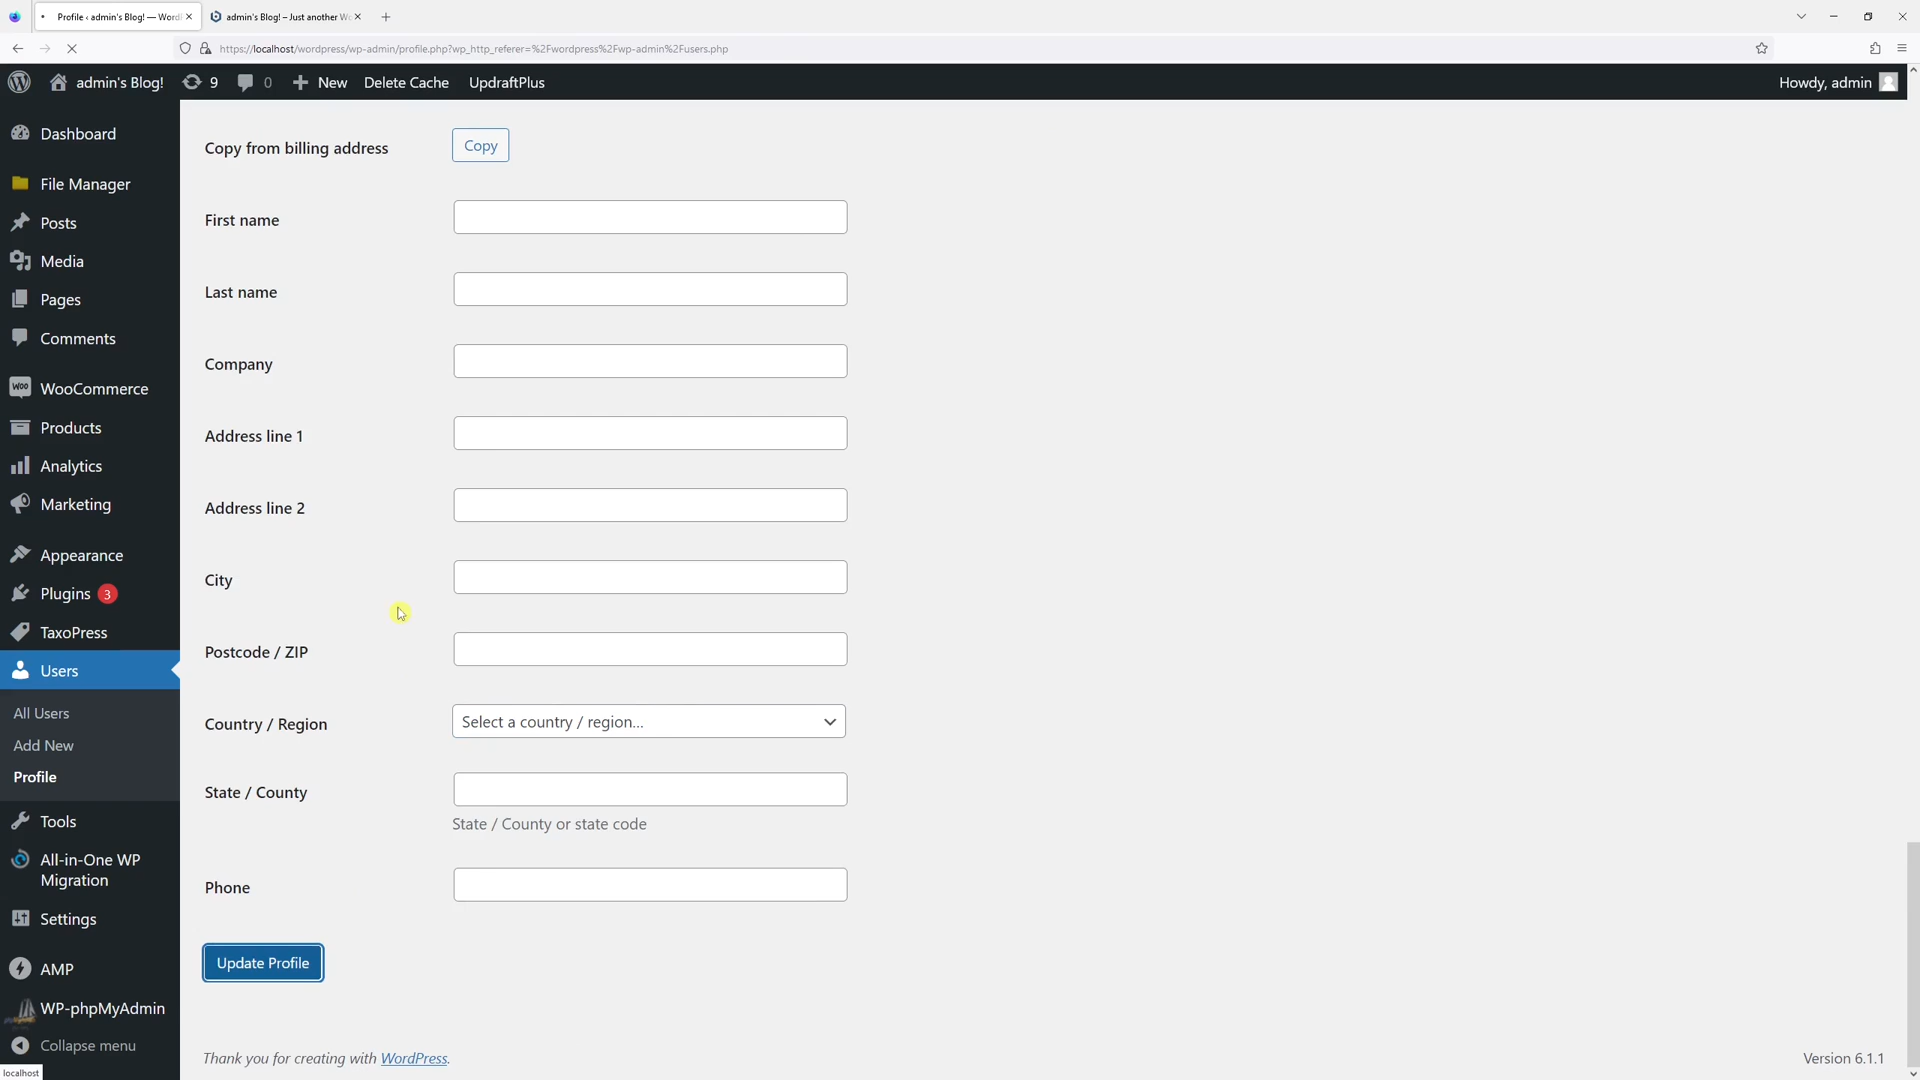 Profile ‹ admin's Blog! — Word
admin's Blog! – Just another Wo
https://localhost/wordpress/wp-admin/profile.php?wp_http_referer=%2Fwordpress%2Fwp-admin%2Fusers.php
admin's Blog!
9
0
New
Delete Cache
UpdraftPlus
Howdy, admin
Dashboard
File Manager
Posts
Media
Pages
Comments
WooCommerce
Products
Analytics
Marketing
Appearance
Plugins 3
TaxoPress
Users
All Users
Add New
Profile
Tools
All-in-One WP
Migration
Settings
AMP
WP-phpMyAdmin
Collapse menu
localhost
Copy from billing address
Copy
First name
Last name
Company
Address line 1
Address line 2
City
Postcode / ZIP
Country / Region
Select a country / region...
State / County
State / County or state code
Phone
Update Profile
Thank you for creating with WordPress.
Version 6.1.1